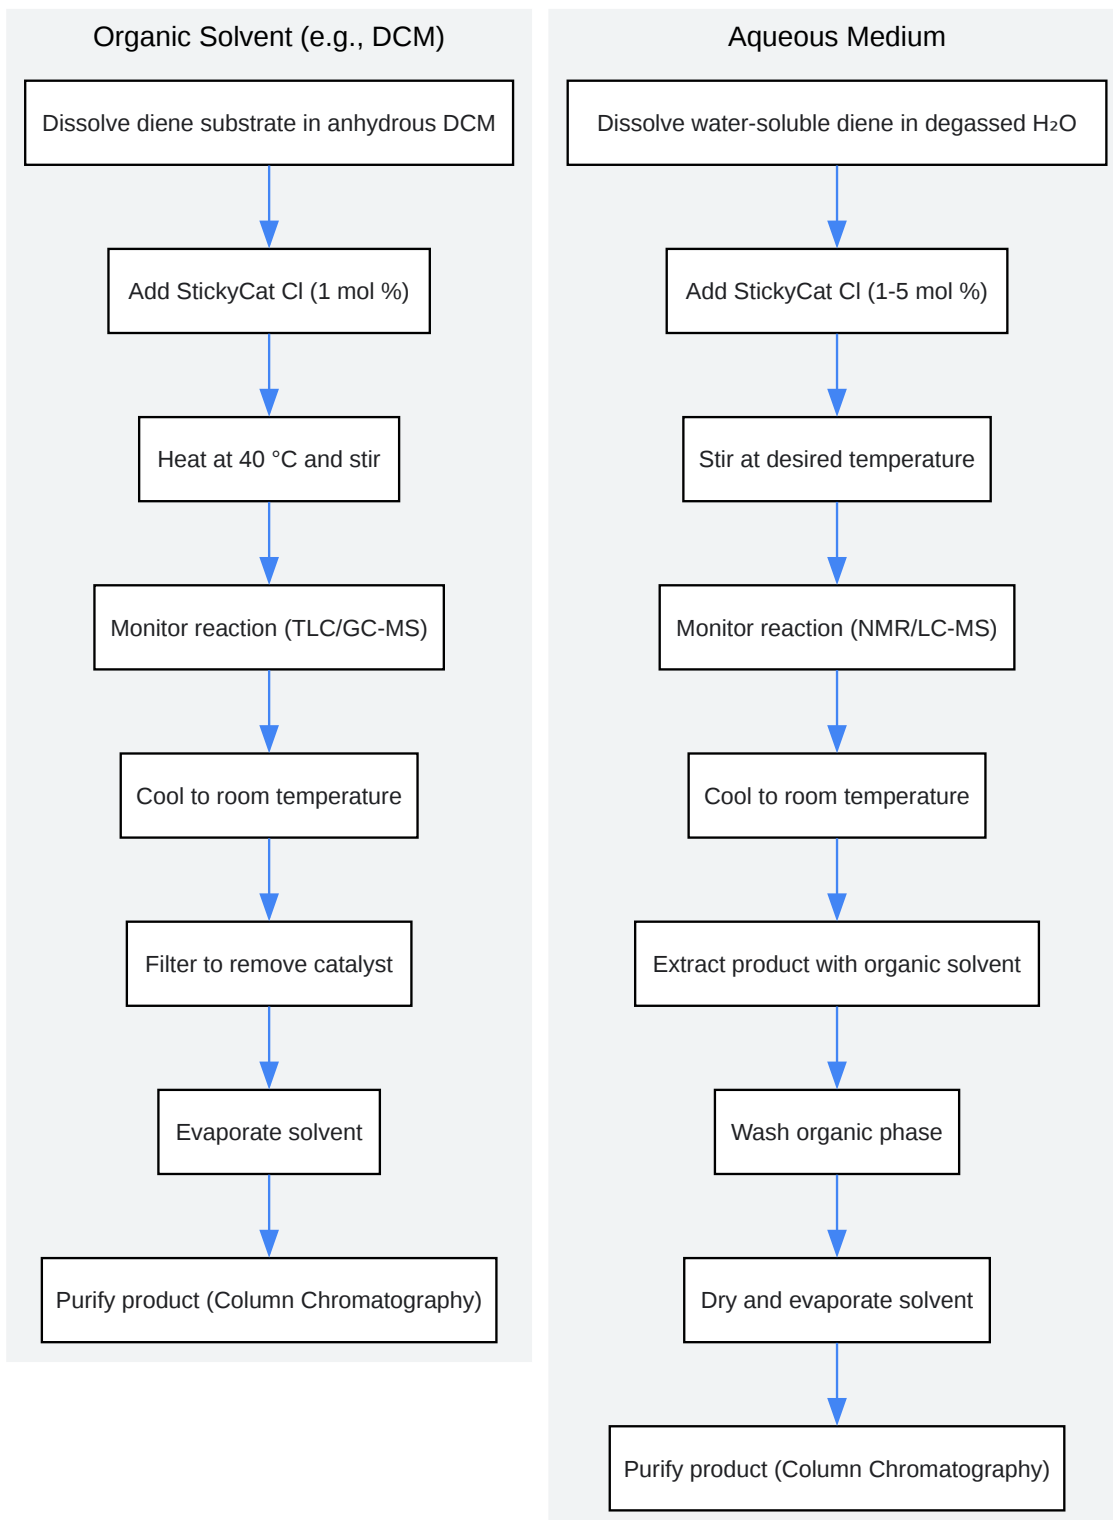 Organic Solvent (e.g., DCM)
Dissolve diene substrate in anhydrous DCM
Add StickyCat Cl (1 mol %)
Heat at 40 °C and stir
Monitor reaction (TLC/GC-MS)
Cool to room temperature
Filter to remove catalyst
Evaporate solvent
Purify product (Column Chromatography)
Aqueous Medium
Dissolve water-soluble diene in degassed H₂O
Add StickyCat Cl (1-5 mol %)
Stir at desired temperature
Monitor reaction (NMR/LC-MS)
Cool to room temperature
Extract product with organic solvent
Wash organic phase
Dry and evaporate solvent
Purify product (Column Chromatography)